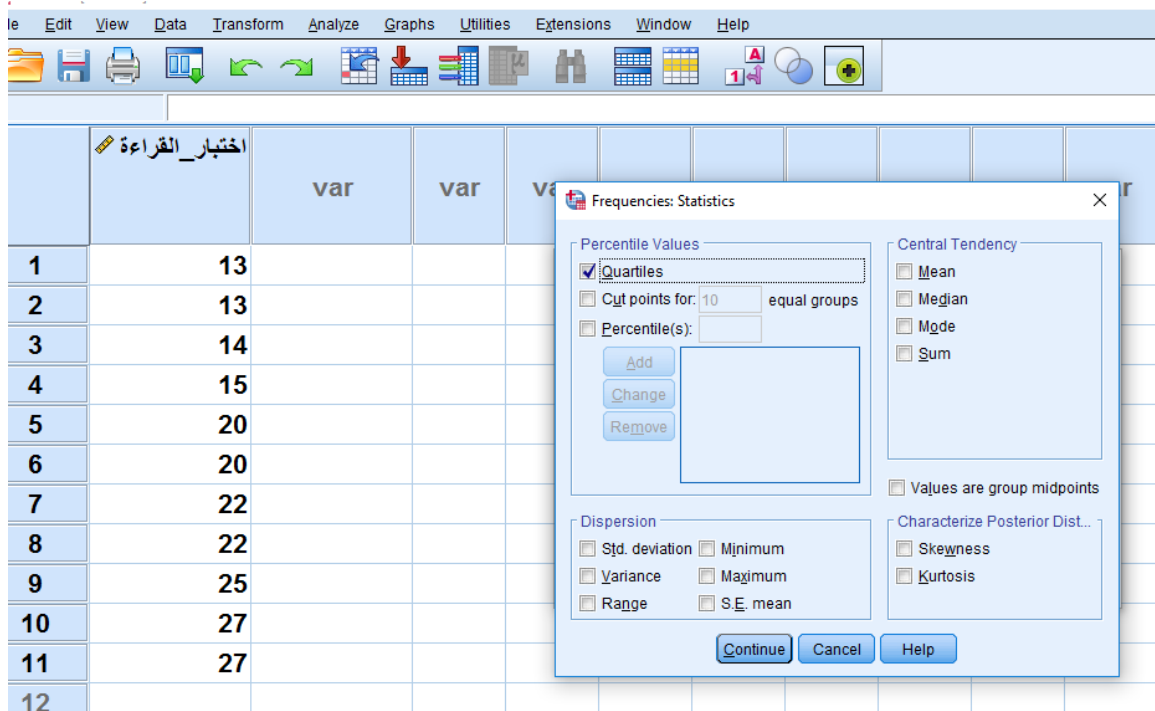 le Edit View Data Transform Analyze Graphs Utilities Extensions Window Help
A
1
μ
اختبار_القراءة
var var
1 13
2 13
3 14
4 15
5 20
6 20
7 22
8 22
9 25
10 27
11 27
12
Frequencies: Statistics
Percentile Values
Quartiles
Cut points for: 10 equal groups
Percentile(s):
Add
Change
Remove
Central Tendency
Mean
Median
Mode
Sum
Values are group midpoints
Dispersion
Std. deviation Minimum
Variance Maximum
Range S.E. mean
Characterize Posterior Dist...
Skewness
Kurtosis
Continue Cancel Help